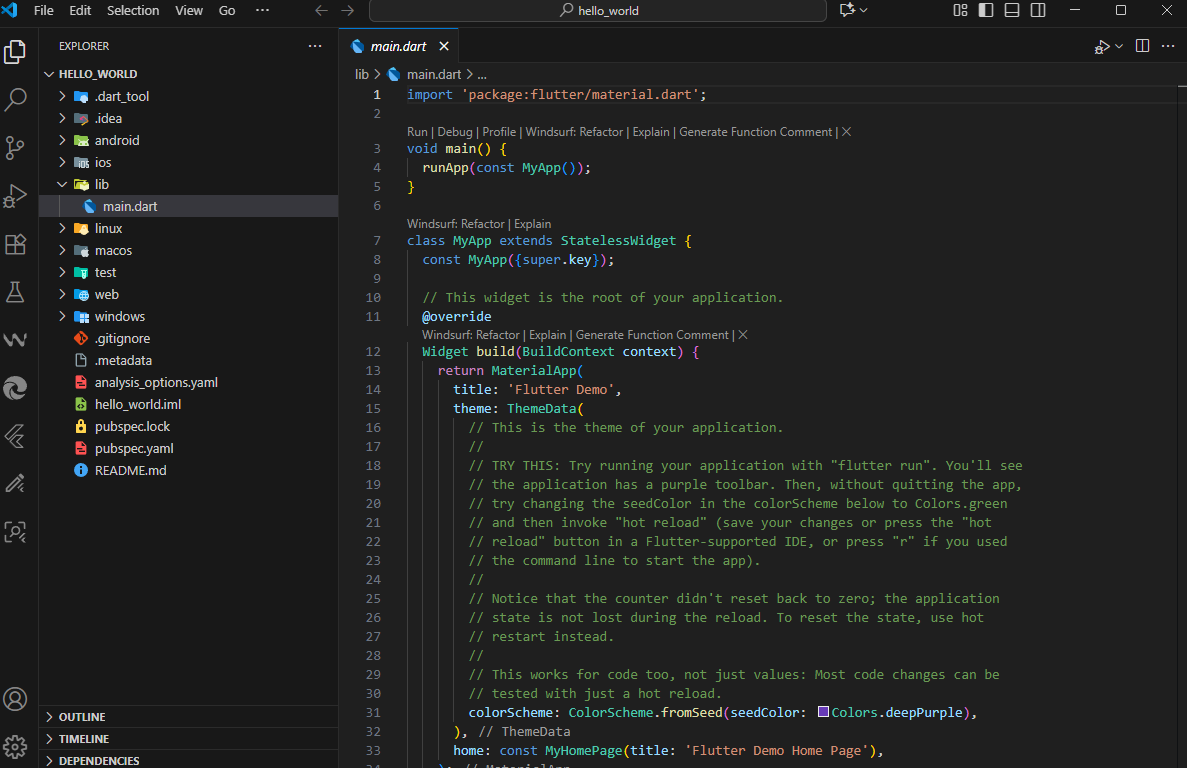 File Edit Selection View Go ··· hello_world
EXPLORER ···
HELLO_WORLD
.dart_tool
.idea
android
ios
lib
main.dart
linux
macos
test
web
windows
.gitignore
.metadata
analysis_options.yaml
hello_world.iml
pubspec.lock
pubspec.yaml
README.md
OUTLINE
TIMELINE
DEPENDENCIES
main.dart
lib > main.dart > ...
1 import 'package:flutter/material.dart';
2
Run | Debug | Profile | Windsurf: Refactor | Explain | Generate Function Comment | X
3 void main() {
4 runApp(const MyApp());
5 }
6
Windsurf: Refactor | Explain
7 class MyApp extends StatelessWidget {
8 const MyApp({super.key});
9
10 // This widget is the root of your application.
11 @override
Windsurf: Refactor | Explain | Generate Function Comment | X
12 Widget build(BuildContext context) {
13 return MaterialApp(
14 title: 'Flutter Demo',
15 theme: ThemeData(
16 // This is the theme of your application.
17 //
18 // TRY THIS: Try running your application with "flutter run". You'll see
19 // the application has a purple toolbar. Then, without quitting the app,
20 // try changing the seedColor in the colorScheme below to Colors.green
21 // and then invoke "hot reload" (save your changes or press the "hot
22 // reload" button in a Flutter-supported IDE, or press "r" if you used
23 // the command line to start the app).
24 //
25 // Notice that the counter didn't reset back to zero; the application
26 // state is not lost during the reload. To reset the state, use hot
27 // restart instead.
28 //
29 // This works for code too, not just values: Most code changes can be
30 // tested with just a hot reload.
31 colorScheme: ColorScheme.fromSeed(seedColor: Colors.deepPurple),
32 ), // ThemeData
33 home: const MyHomePage(title: 'Flutter Demo Home Page'),
34 ); // MaterialApp